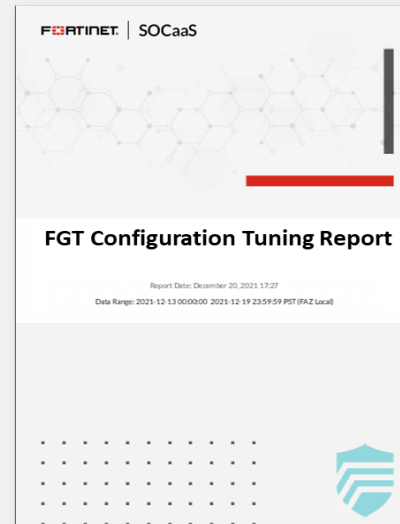 FORTINET. SOCaaS
FGT Configuration Tuning Report
Report Date: December 20, 2021 17:27
Data Range: 2021-12-13 00:00:00 2021-12-19 23:59:59 PST (FAZ Local)